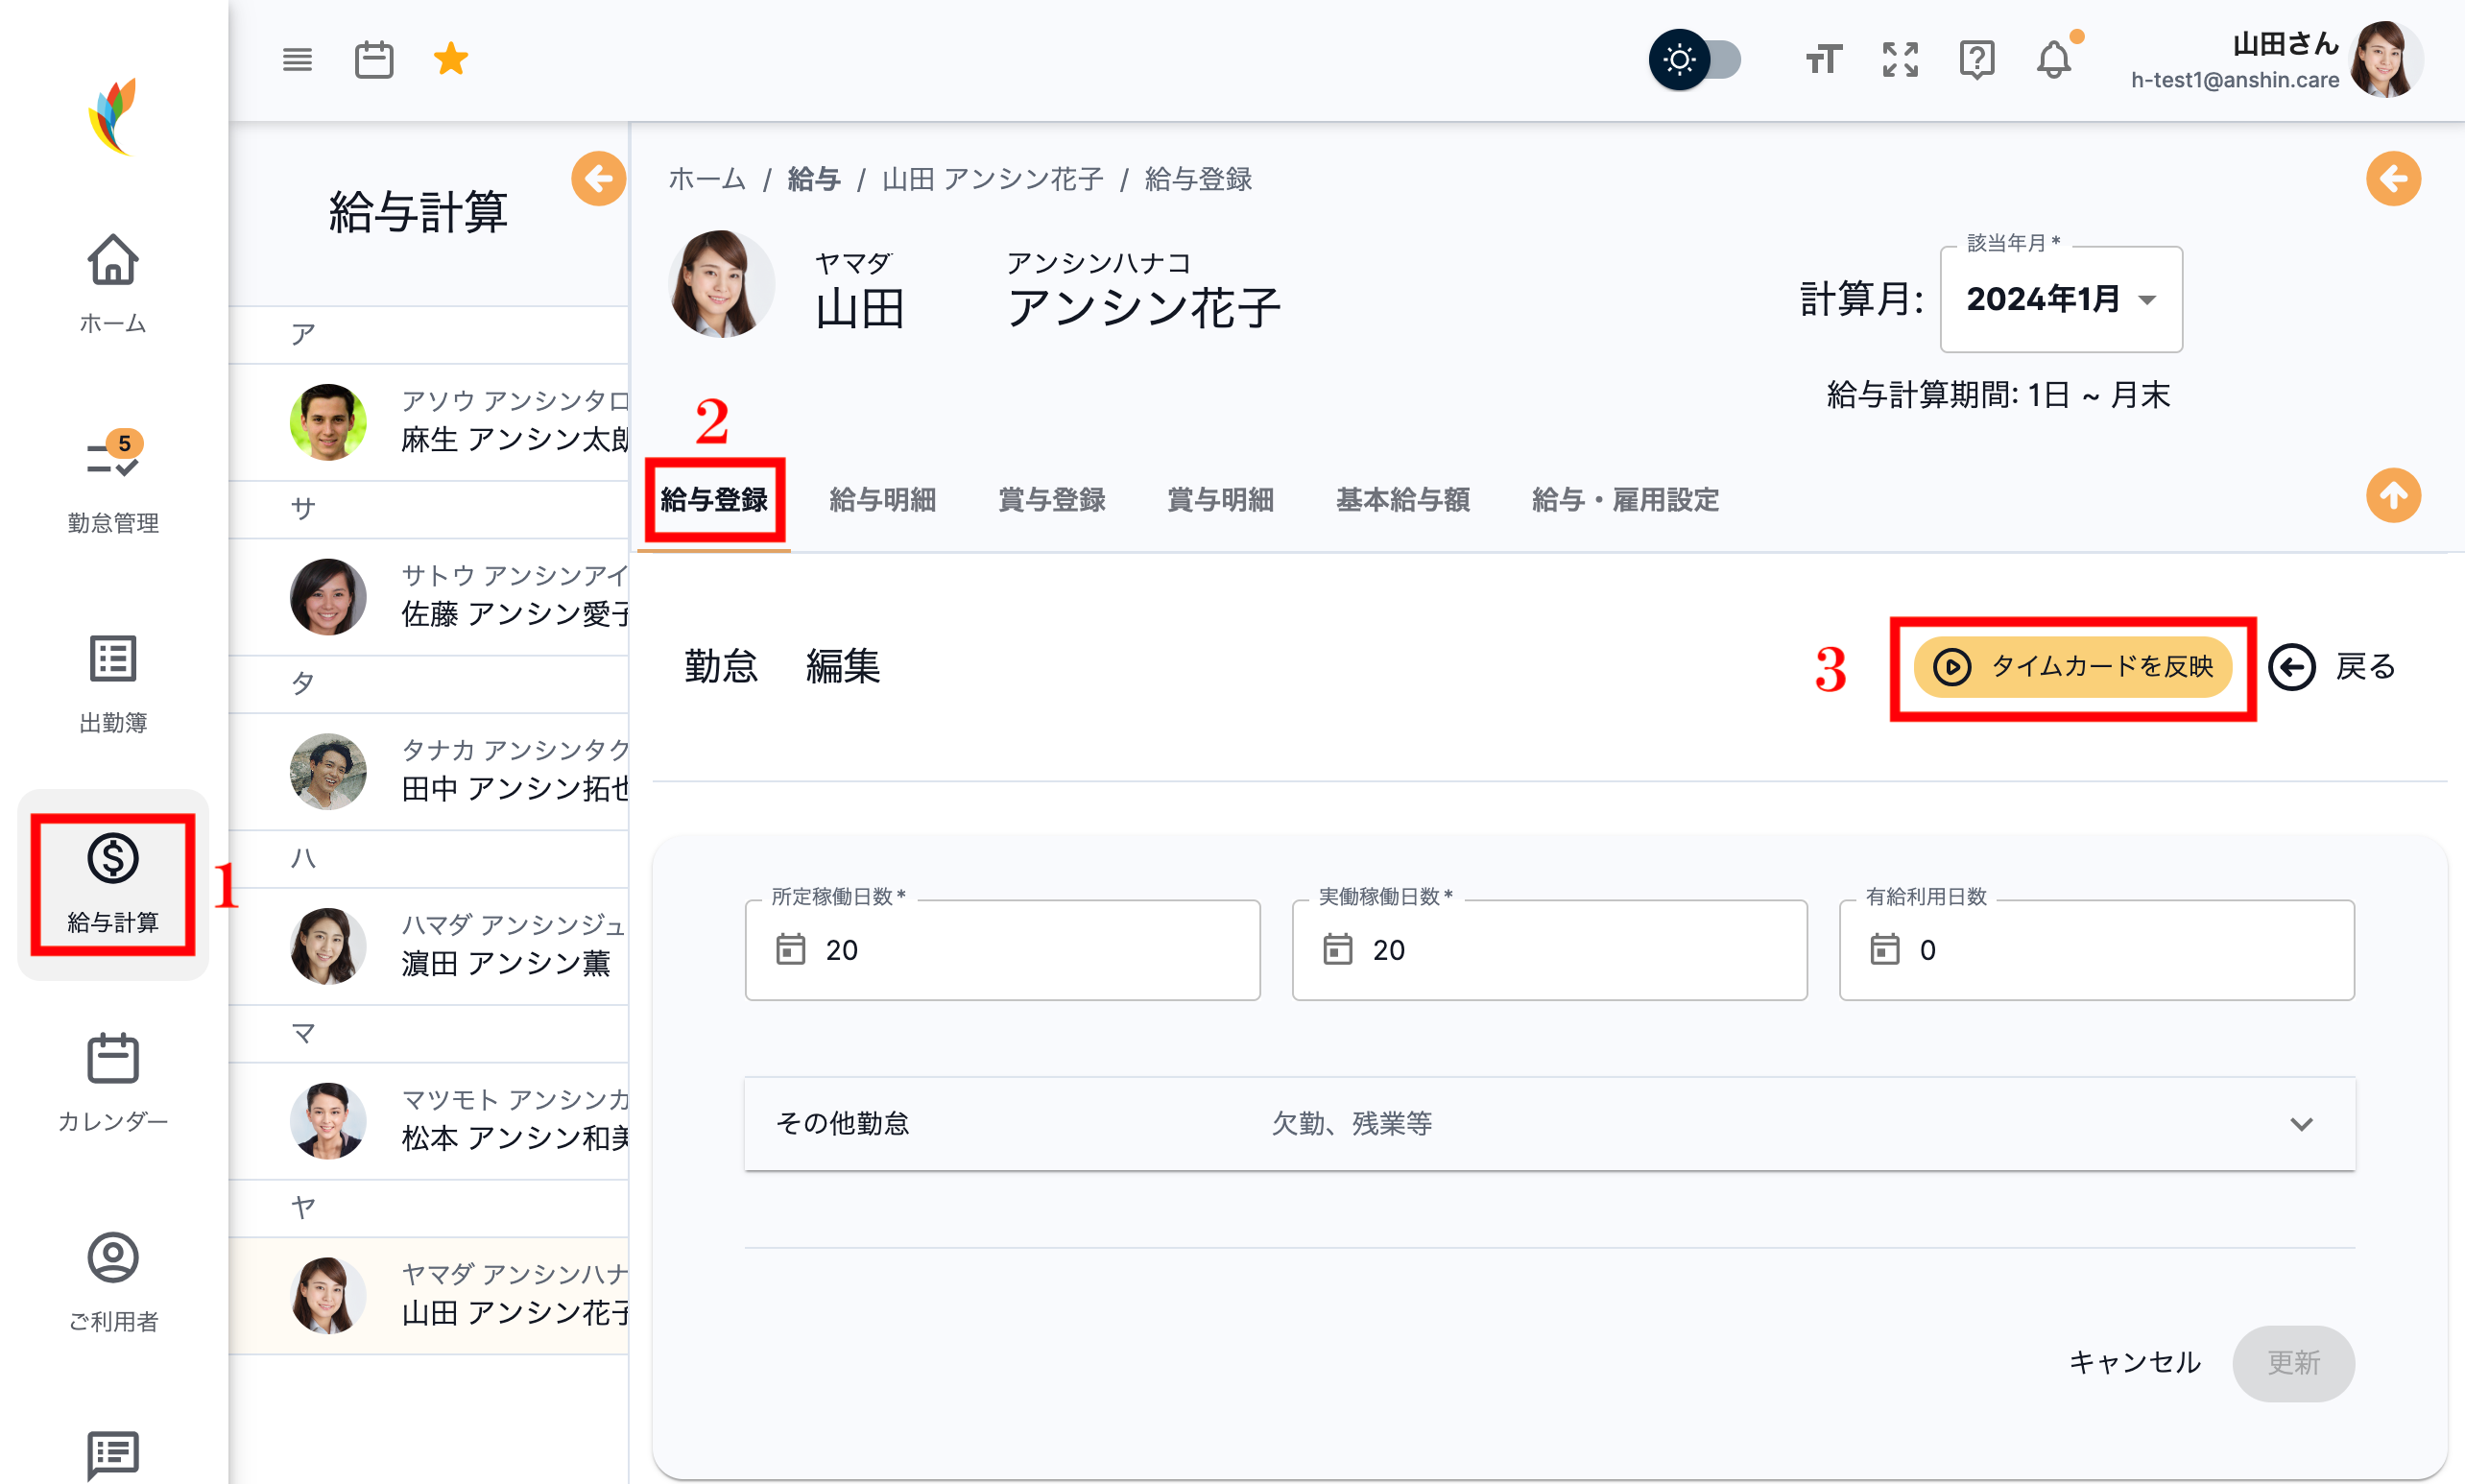 山田さん
h-test1@anshin.care
ホーム
5
勤怠管理
出勤簿
給与計算
1
カレンダー
ご利用者
給与計算
ア
アソウ アンシンタロ
麻生 アンシン太朗
サ
サトウ アンシンアイ
佐藤 アンシン愛子
タ
タナカ アンシンタク
田中 アンシン拓也
ハ
ハマダ アンシンジュ
濵田 アンシン薫
マ
マツモト アンシンカ
松本 アンシン和美
ヤ
ヤマダ アンシンハナ
山田 アンシン花子
ホーム / 給与 / 山田 アンシン花子 / 給与登録
ヤマダ アンシンハナコ
山田 アンシン花子
該当年月*
計算月: 2024年1月
給与計算期間: 1日 ~ 月末
2
給与登録 給与明細 賞与登録 賞与明細 基本給与額 給与・雇用設定
勤怠 編集
3
タイムカードを反映
戻る
所定稼働日数* 実働稼働日数* 有給利用日数
20 20 0
その他勤怠 欠勤、残業等
キャンセル 更新